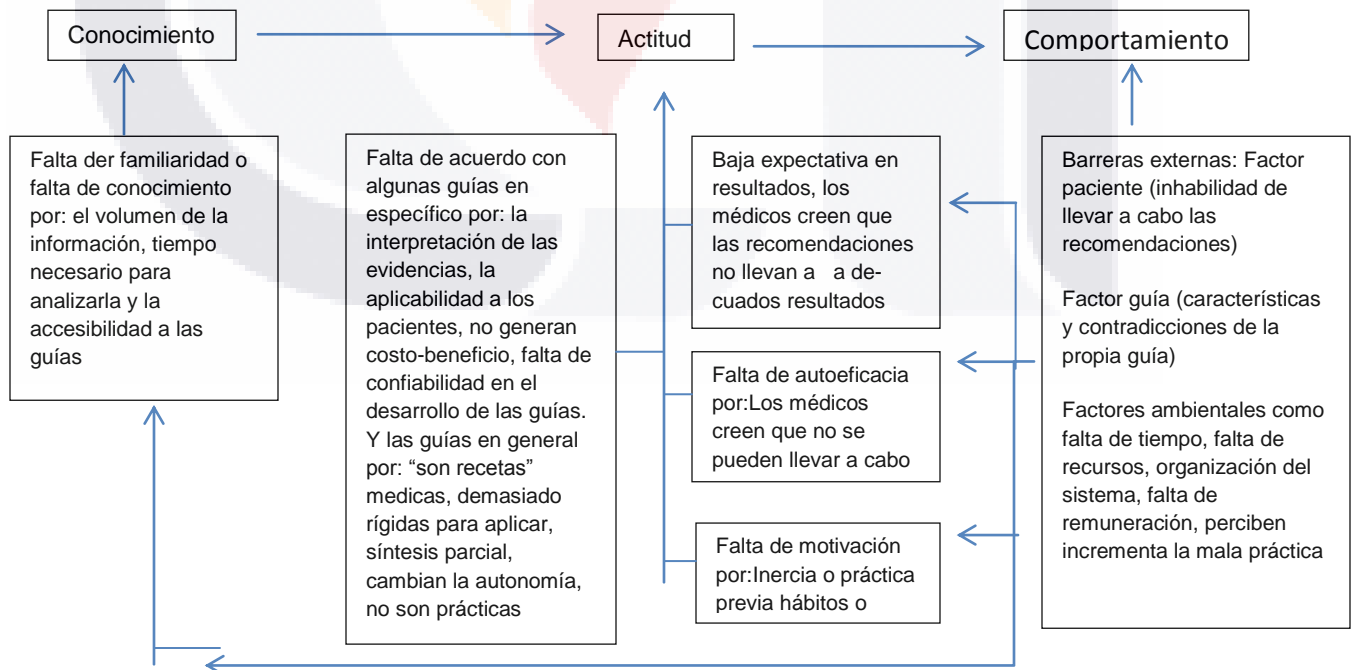 Conocimiento
Actitud
Comportamiento
Falta der familiaridad o
falta de conocimiento
por: el volumen de la
información, tiempo
necesario para
analizarla y la
accesibilidad a las
guías
Falta de acuerdo con
algunas guías en
específico por: la
interpretación de las
evidencias, la
aplicabilidad a los
pacientes, no generan
costo-beneficio, falta de
confiabilidad en el
desarrollo de las guías.
Y las guías en general
por: “son recetas”
medicas, demasiado
rígidas para aplicar,
síntesis parcial,
cambian la autonomía,
no son prácticas
Baja expectativa en
resultados, los
médicos creen que
las recomendaciones
no llevan a a de-
cuados resultados
Falta de autoeficacia
por:Los médicos
creen que no se
pueden llevar a cabo
Falta de motivación
por:Inercia o práctica
previa hábitos o
Barreras externas: Factor
paciente (inhabilidad de
llevar a cabo las
recomendaciones)
Factor guía (características
y contradicciones de la
propia guía)
Factores ambientales como
falta de tiempo, falta de
recursos, organización del
sistema, falta de
remuneración, perciben
incrementa la mala práctica